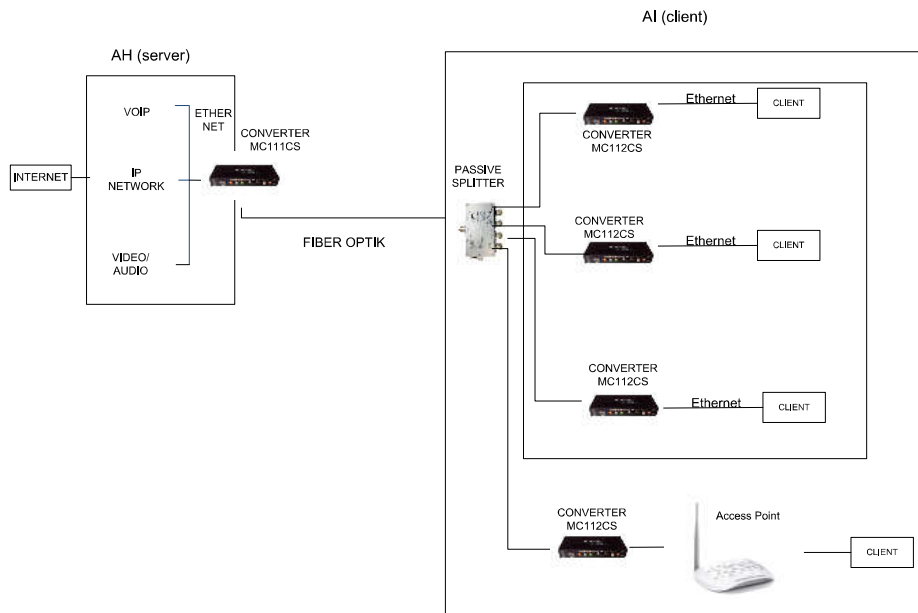 AI (client)
AH (server)
VOIP
ETHER
NET
CONVERTER
MC111CS
INTERNET
IP
NETWORK
VIDEO/
AUDIO
FIBER OPTIK
PASSIVE
SPLITTER
Ethernet
CLIENT
CONVERTER
MC112CS
CONVERTER
MC112CS
Ethernet
CLIENT
CONVERTER
MC112CS
Ethernet
CLIENT
CONVERTER
MC112CS
Access Point
CLIENT